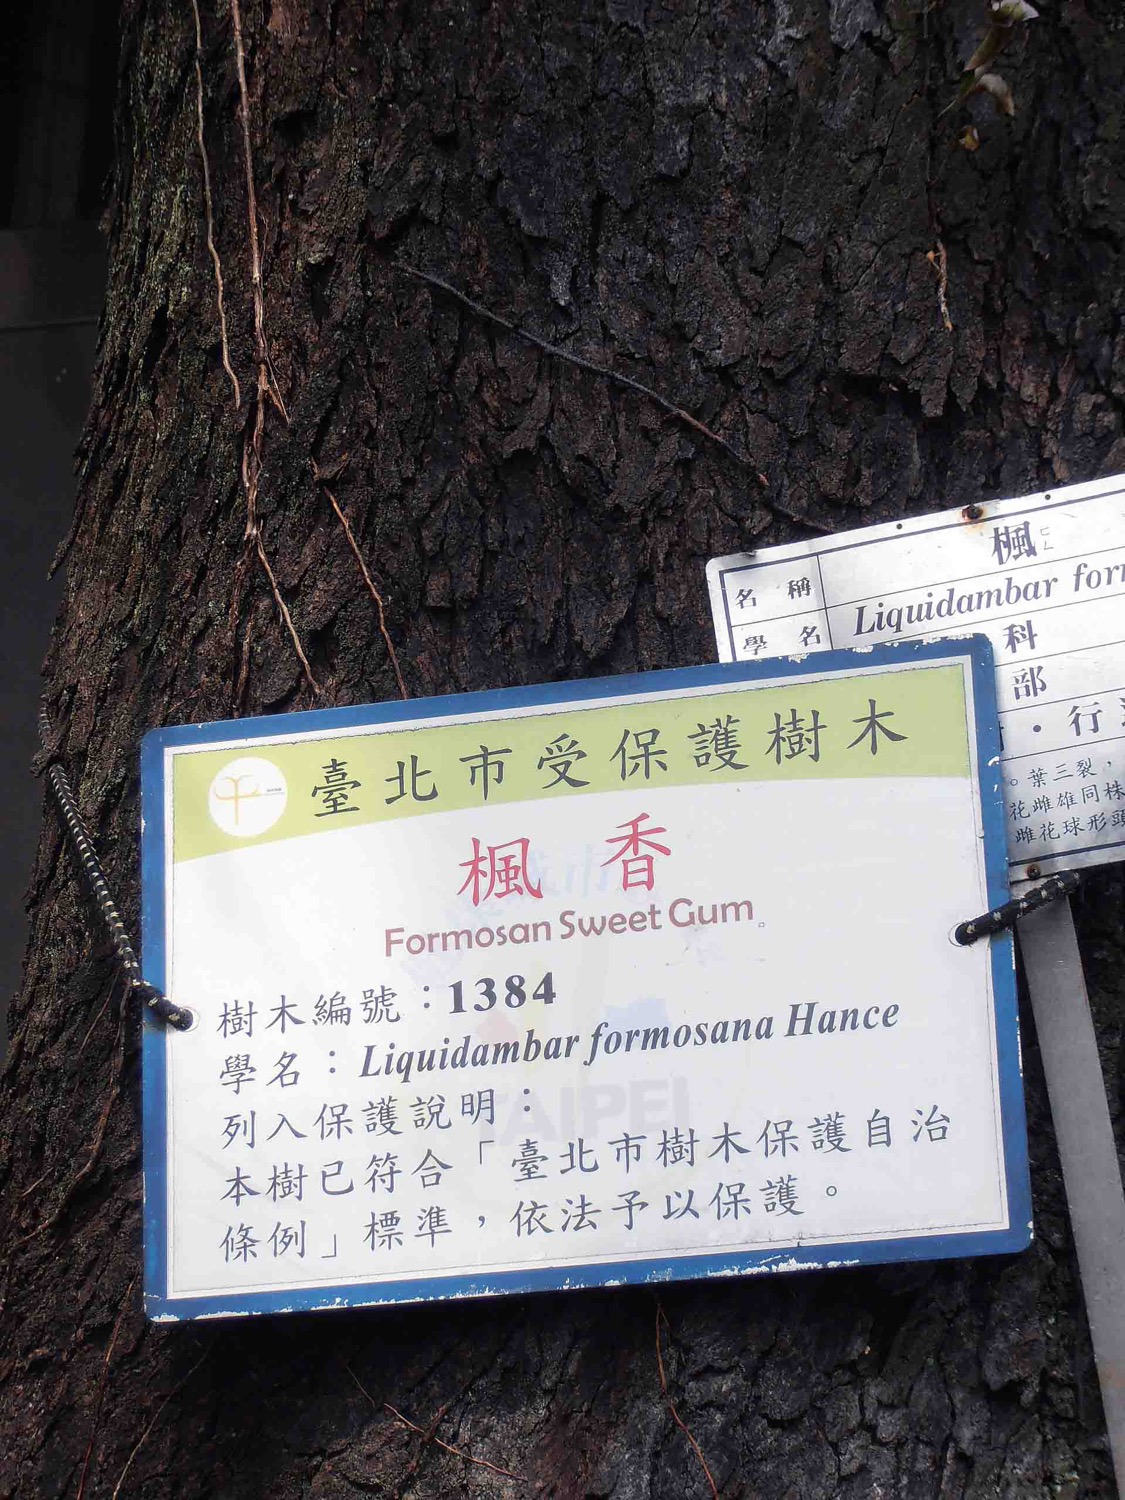 楓
名 稱
Liquidambar
學 名
科
部
・行
。葉三裂，
花雌雄同株
雌花球形頭
臺北市受保護樹木
楓 香
Formosan Sweet Gum
樹木編號：1384
學名：Liquidambar formosana Hance
列入保護說明：
本樹已符合「臺北市樹木保護自治
條例」標準，依法予以保護。
TAIPEI